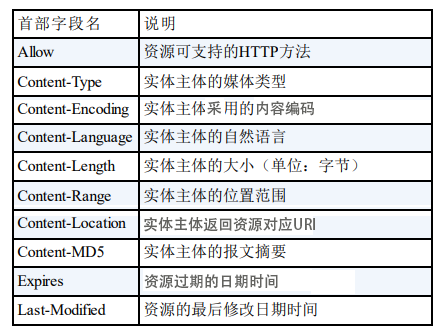 首部字段名 说明
Allow 资源可支持的HTTP方法
Content-Type 实体主体的媒体类型
Content-Encoding 实体主体采用的内容编码
Content-Language 实体主体的自然语言
Content-Length 实体主体的大小（单位：字节）
Content-Range 实体主体的位置范围
Content-Location 实体主体返回资源对应URI
Content-MD5 实体主体的报文摘要
Expires 资源过期的日期时间
Last-Modified 资源的最后修改日期时间